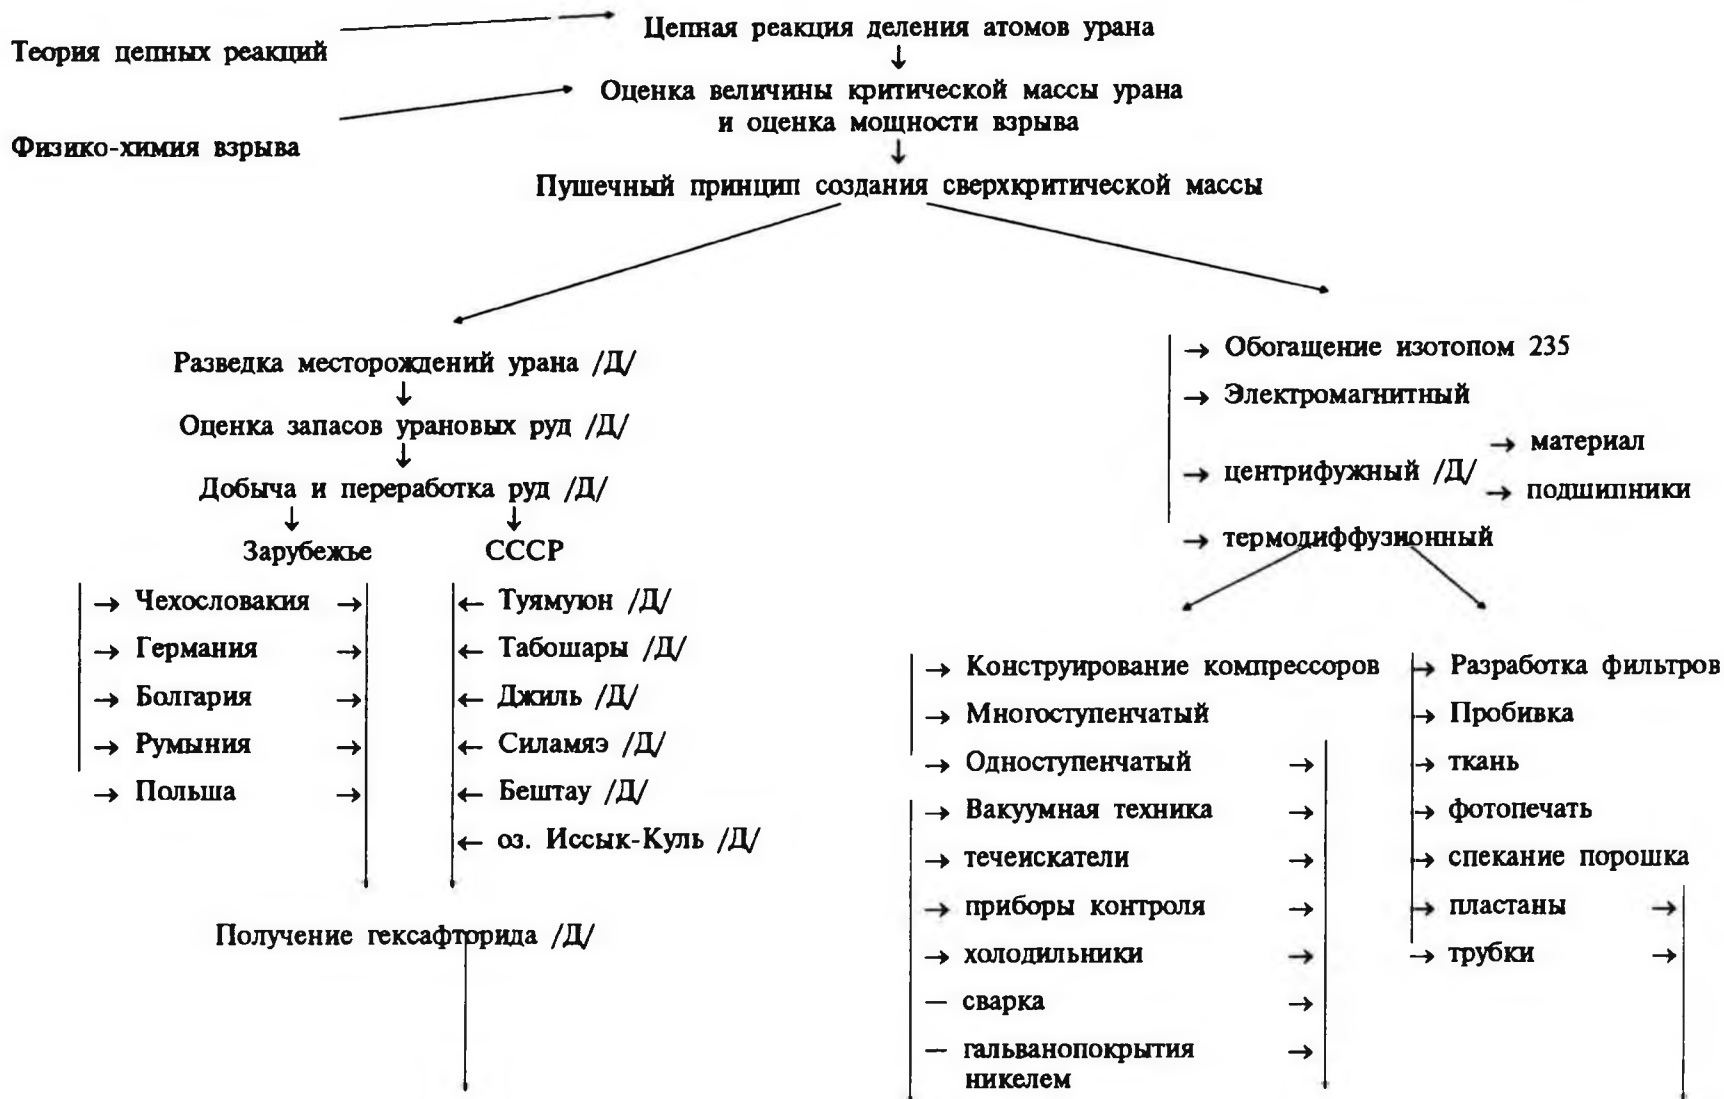 Теория цепных реакций
Цепная реакция деления атомов урана
Физико-химия взрыва
Оценка величины критической массы урана
и оценка мощности взрыва
Пушечный принцип создания сверхкритической массы
Разведка месторождений урана /Д/
Оценка запасов урановых руд /Д/
Добыча и переработка руд /Д/
Зарубежье
Чехословакия
Германия
Болгария
Румыния
Польша
СССР
Туямуюн /Д/
Табошары /Д/
Джиль /Д/
Силамяэ /Д/
Бештау /Д/
оз. Иссык-Куль /Д/
Получение гексафторида /Д/
Обогащение изотопом 235
Электромагнитный
центрифужный /Д/
материал
подшипники
термодиффузионный
Конструирование компрессоров
Многоступенчатый
Одноступенчатый
Вакуумная техника
течеискатели
приборы контроля
холодильники
— сварка
— гальванопокрытия
никелем
Разработка фильтров
Пробивка
ткань
фотопечать
спекание порошка
пластаны
трубки